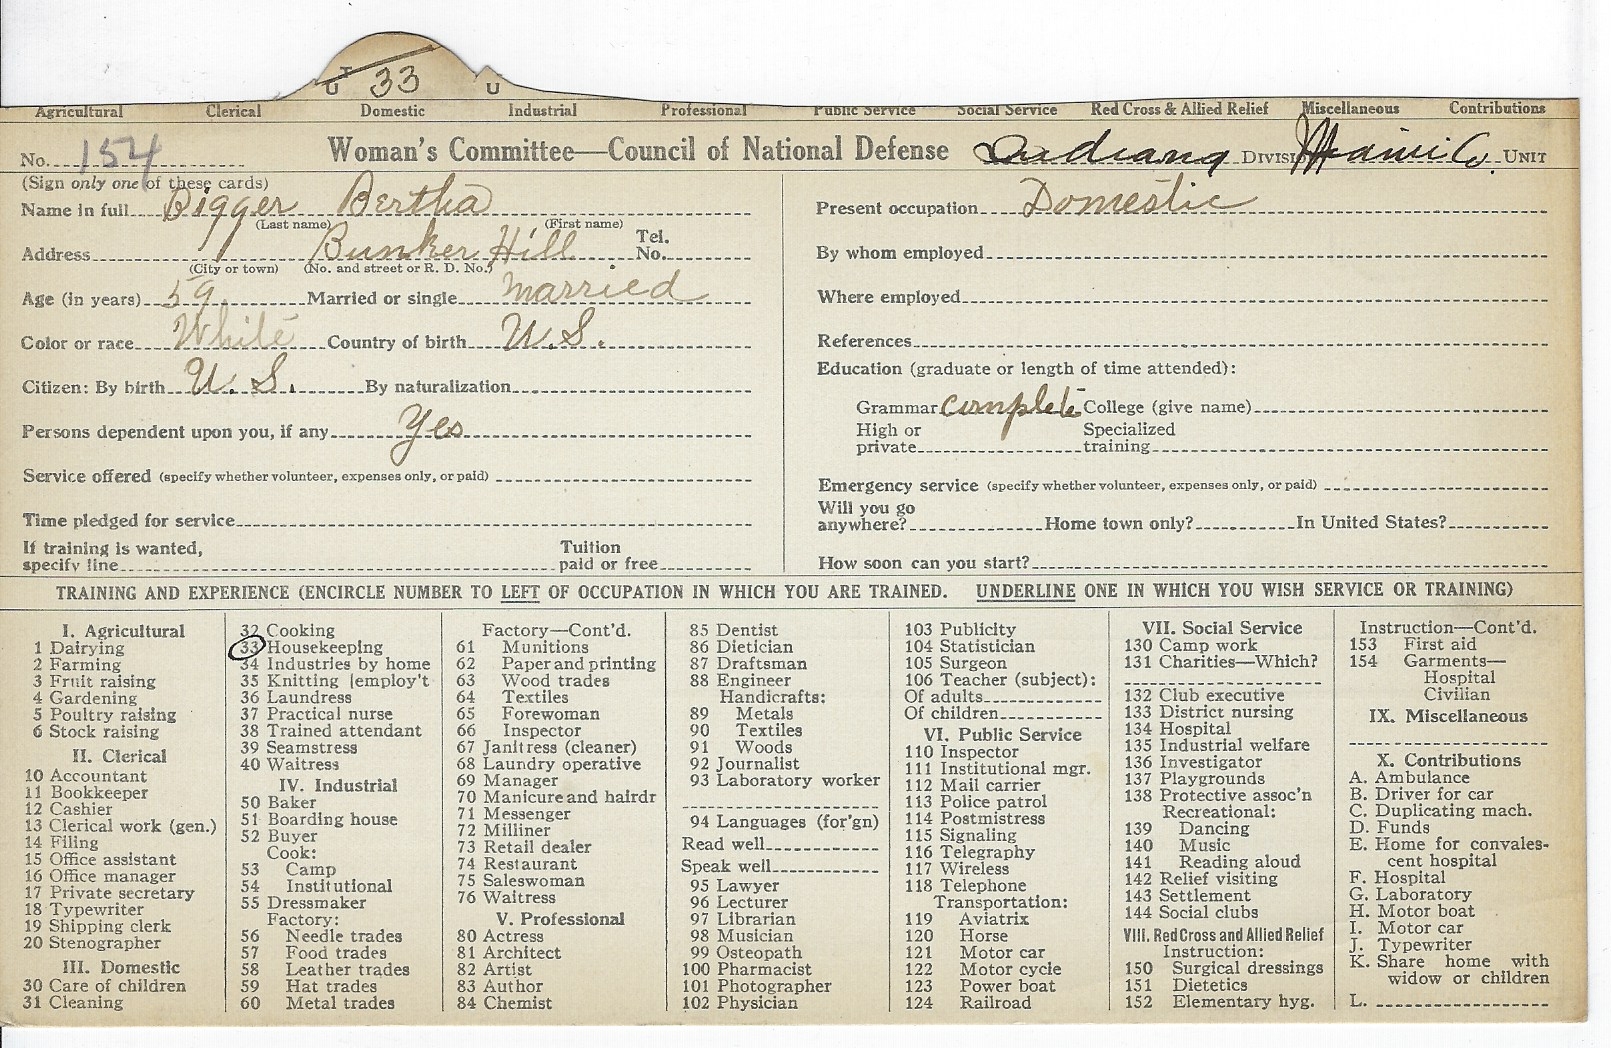 33
U U
Agricultural Clerical Domestic Industrial Professional Public Service Social Service Red Cross & Allied Relief Miscellaneous Contributions
No. 154 Woman's Committee—Council of National Defense Indiana DIVISION Miami Co. UNIT
(Sign only one of these cards)
Name in full Bigger Bertha
(Last name) (First name)
Address Bunker Hill Tel. No.
(City or town) (No. and street or R. D. No.)
Age (in years) 59. Married or single Married
Color or race White Country of birth U.S.
Citizen: By birth U. S. By naturalization
Persons dependent upon you, if any Yes
Service offered (specify whether volunteer, expenses only, or paid)
Time pledged for service
If training is wanted, specify line Tuition paid or free
Present occupation Domestic
By whom employed
Where employed
References
Education (graduate or length of time attended):
Grammar complete College (give name)
High or private Specialized training
Emergency service (specify whether volunteer, expenses only, or paid)
Will you go anywhere? Home town only? In United States?
How soon can you start?
TRAINING AND EXPERIENCE (ENCIRCLE NUMBER TO LEFT OF OCCUPATION IN WHICH YOU ARE TRAINED. UNDERLINE ONE IN WHICH YOU WISH SERVICE OR TRAINING)
I. Agricultural
1 Dairying
2 Farming
3 Fruit raising
4 Gardening
5 Poultry raising
6 Stock raising
II. Clerical
10 Accountant
11 Bookkeeper
12 Cashier
13 Clerical work (gen.)
14 Filing
15 Office assistant
16 Office manager
17 Private secretary
18 Typewriter
19 Shipping clerk
20 Stenographer
III. Domestic
30 Care of children
31 Cleaning
32 Cooking
33 Housekeeping
34 Industries by home
35 Knitting [employ't
36 Laundress
37 Practical nurse
38 Trained attendant
39 Seamstress
40 Waitress
IV. Industrial
50 Baker
51 Boarding house
52 Buyer
Cook:
53 Camp
54 Institutional
55 Dressmaker
Factory:
56 Needle trades
57 Food trades
58 Leather trades
59 Hat trades
60 Metal trades
Factory—Cont'd.
61 Munitions
62 Paper and printing
63 Wood trades
64 Textiles
65 Forewoman
66 Inspector
67 Janitress (cleaner)
68 Laundry operative
69 Manager
70 Manicure and hairdr
71 Messenger
72 Milliner
73 Retail dealer
74 Restaurant
75 Saleswoman
76 Waitress
V. Professional
80 Actress
81 Architect
82 Artist
83 Author
84 Chemist
85 Dentist
86 Dietician
87 Draftsman
88 Engineer
Handicrafts:
89 Metals
90 Textiles
91 Woods
92 Journalist
93 Laboratory worker
94 Languages (for'gn)
Read well
Speak well
95 Lawyer
96 Lecturer
97 Librarian
98 Musician
99 Osteopath
100 Pharmacist
101 Photographer
102 Physician
103 Publicity
104 Statistician
105 Surgeon
106 Teacher (subject):
Of adults
Of children
VI. Public Service
110 Inspector
111 Institutional mgr.
112 Mail carrier
113 Police patrol
114 Postmistress
115 Signaling
116 Telegraphy
117 Wireless
118 Telephone
Transportation:
119 Aviatrix
120 Horse
121 Motor car
122 Motor cycle
123 Power boat
124 Railroad
VII. Social Service
130 Camp work
131 Charities—Which?
132 Club executive
133 District nursing
134 Hospital
135 Industrial welfare
136 Investigator
137 Playgrounds
138 Protective assoc'n
Recreational:
139 Dancing
140 Music
141 Reading aloud
142 Relief visiting
143 Settlement
144 Social clubs
VIII. Red Cross and Allied Relief
Instruction:
150 Surgical dressings
151 Dietetics
152 Elementary hyg.
Instruction—Cont'd.
153 First aid
154 Garments—
Hospital
Civilian
IX. Miscellaneous
X. Contributions
A. Ambulance
B. Driver for car
C. Duplicating mach.
D. Funds
E. Home for convales-
cent hospital
F. Hospital
G. Laboratory
H. Motor boat
I. Motor car
J. Typewriter
K. Share home with
widow or children
L.